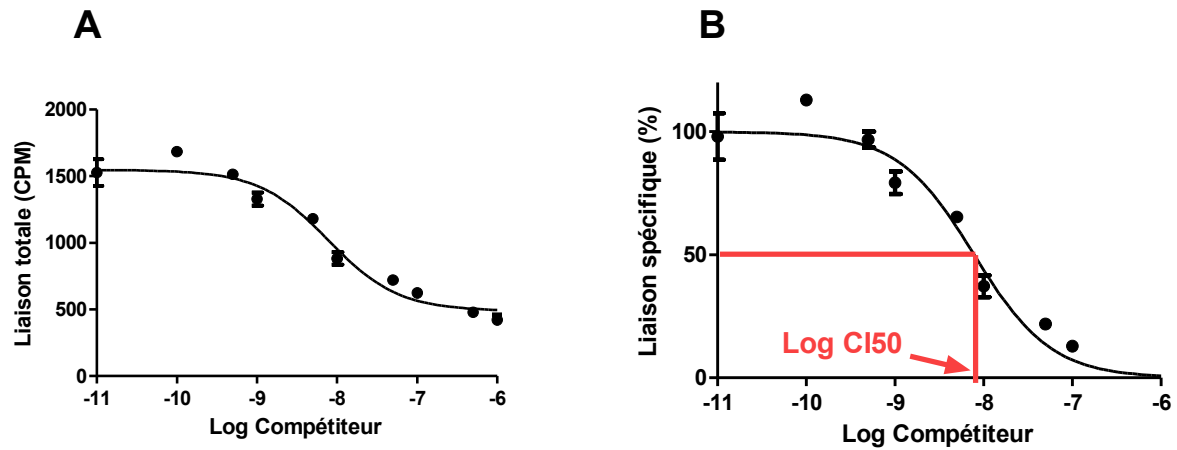 A
Liaison totale (CPM)
2000
1500
1000
500
0
-11 -10 -9 -8 -7 -6
Log Compétiteur
B
Liaison spécifique (%)
100
50
0
Log CI50
-11 -10 -9 -8 -7 -6
Log Compétiteur